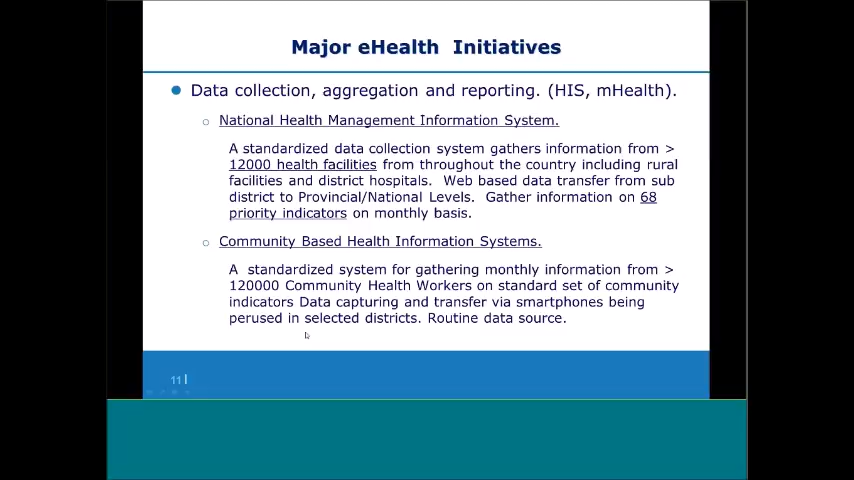 Major eHealth Initiatives
Data collection, aggregation and reporting. (HIS, mHealth).
National Health Management Information System.
A standardized data collection system gathers information from >
12000 health facilities from throughout the country including rural
facilities and district hospitals. Web based data transfer from sub
district to Provincial/National Levels. Gather information on 68
priority indicators on monthly basis.
Community Based Health Information Systems.
A standardized system for gathering monthly information from >
120000 Community Health Workers on standard set of community
indicators Data capturing and transfer via smartphones being
perused in selected districts. Routine data source.
11